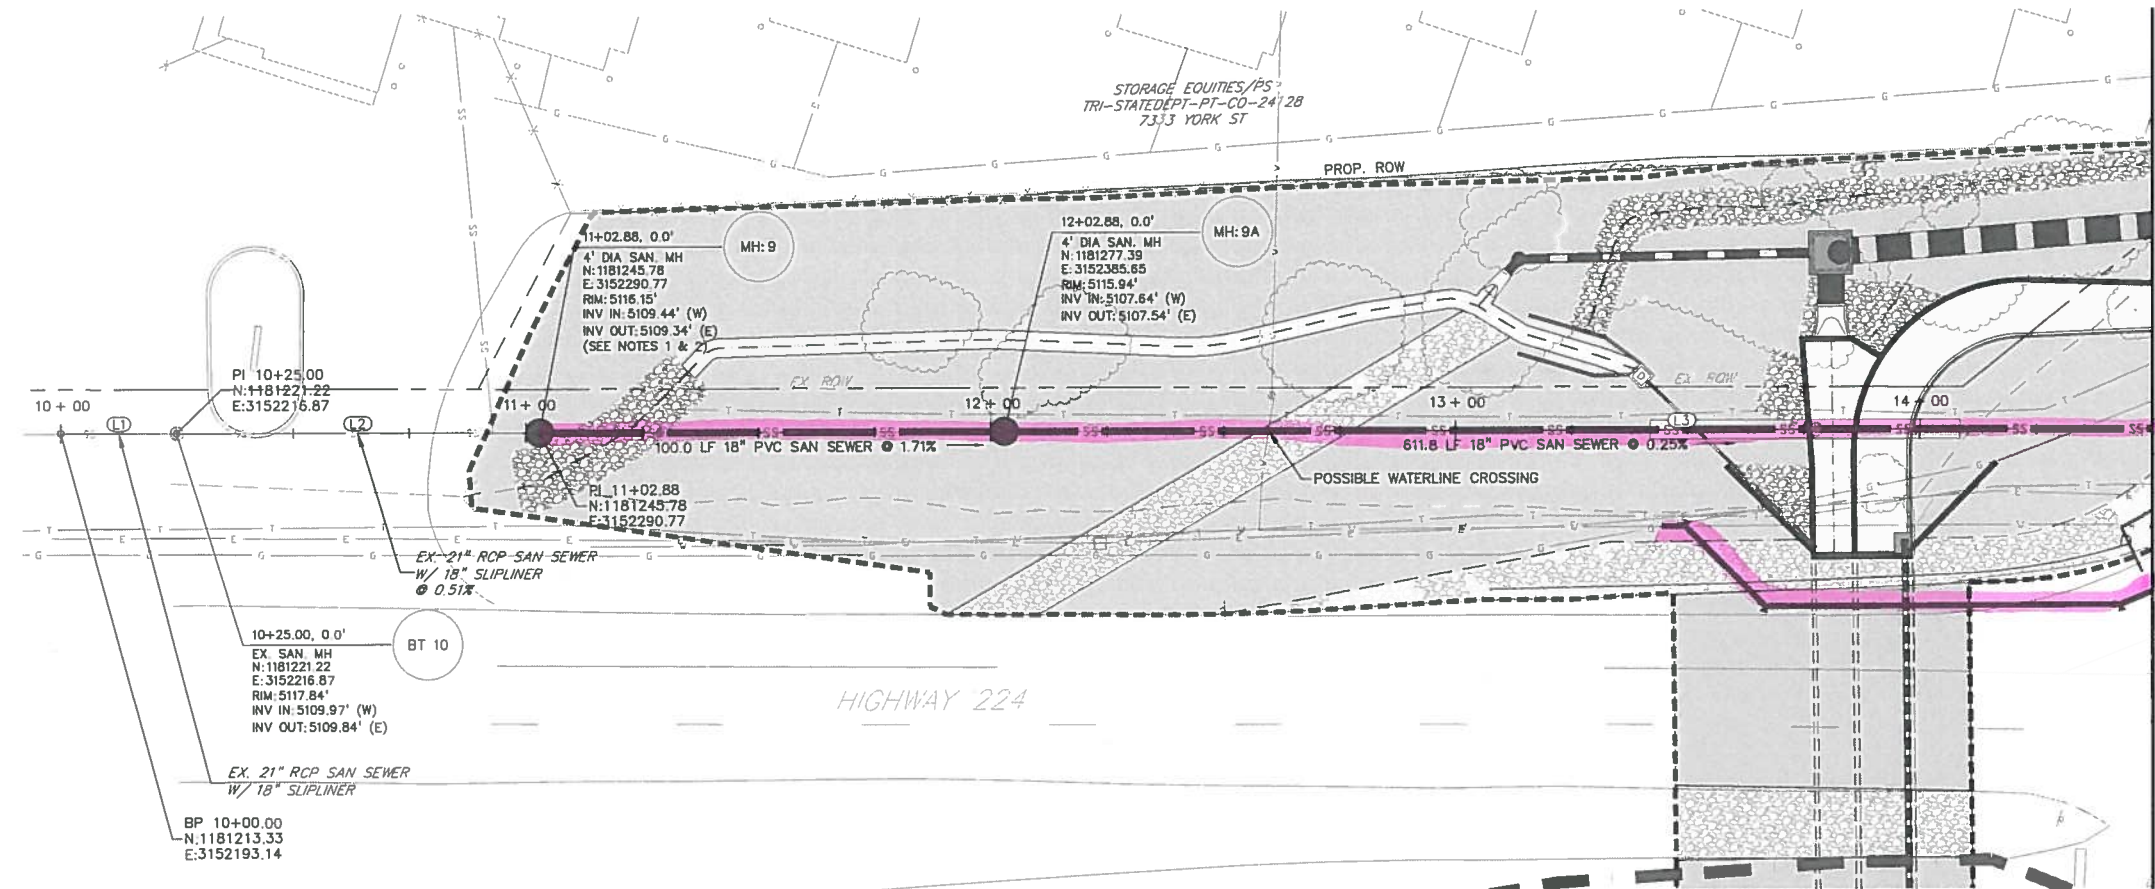 STORAGE EQUITIES/PS
TRI-STATEDEPT-PT-CO-24128
7333 YORK ST
PROP. ROW
11+02.88, 0.0'
4' DIA SAN. MH
N:1181245.78
E:3152290.77
RIM:5116.15'
INV IN:5109.44' (W)
INV OUT:5109.34' (E)
(SEE NOTES 1 & 2)
MH:9
12+02.88, 0.0'
4' DIA SAN. MH
N:1181277.39
E:3152385.65
RIM:5115.94'
INV IN:5107.64' (W)
INV OUT:5107.54' (E)
MH:9A
PI 10+25.00
N:1181221.22
E:3152216.87
EX ROW
EX ROW
10+00
11+00
12+00
13+00
14+00
L1
L2
L3
100.0 LF 18" PVC SAN SEWER @ 1.71%
611.8 LF 18" PVC SAN SEWER @ 0.25%
POSSIBLE WATERLINE CROSSING
PI 11+02.88
N:1181245.78
E:3152290.77
EX. 21" RCP SAN SEWER
W/ 18" SLIPLINER
@ 0.51%
10+25.00, 0.0'
EX. SAN. MH
N:1181221.22
E:3152216.87
RIM:5117.84'
INV IN:5109.97' (W)
INV OUT:5109.84' (E)
BT 10
HIGHWAY 224
EX. 21" RCP SAN SEWER
W/ 18" SLIPLINER
BP 10+00.00
N:1181213.33
E:3152193.14